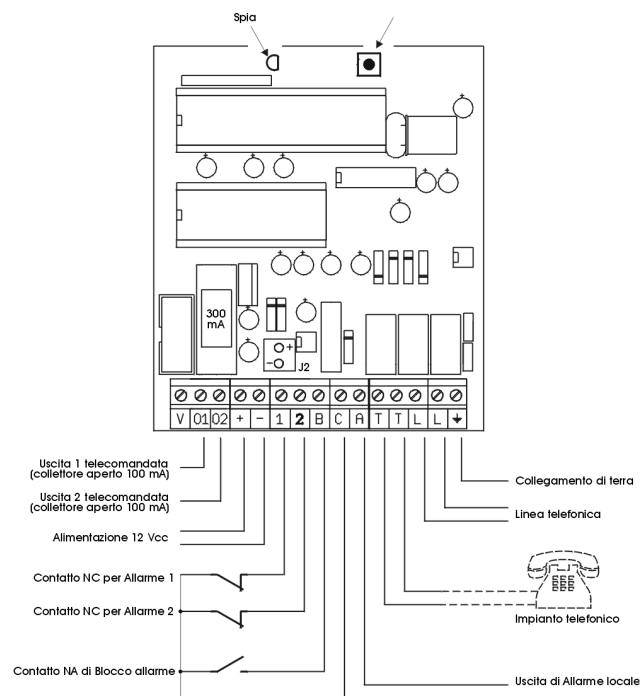 Spia
300
mA
+
−
J2
V O1 O2 + − 1 2 B C A T T L L ⏚
Uscita 1 telecomandata
(collettore aperto 100 mA)
Uscita 2 telecomandata
(collettore aperto 100 mA)
Alimentazione 12 Vcc
Contatto NC per Allarme 1
Contatto NC per Allarme 2
Contatto NA di Blocco allarme
Collegamento di terra
Linea telefonica
Impianto telefonico
Uscita di Allarme locale